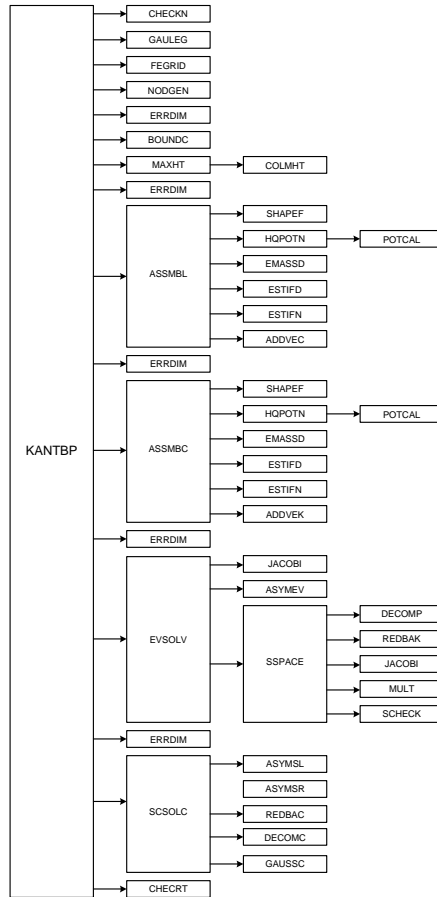 CHECKN
GAULEG
FEGRID
NODGEN
ERRDIM
BOUNDC
MAXHT
COLMHT
ERRDIM
ASSMBL
SHAPEF
HQPOTN
POTCAL
EMASSD
ESTIFD
ESTIFN
ADDVEC
ERRDIM
KANTBP
ASSMBC
SHAPEF
HQPOTN
POTCAL
EMASSD
ESTIFD
ESTIFN
ADDVEK
ERRDIM
EVSOLV
JACOBI
ASYMEV
SSPACE
DECOMP
REDBAK
JACOBI
MULT
SCHECK
ERRDIM
SCSOLC
ASYMSL
ASYMSR
REDBAC
DECOMC
GAUSSC
CHECRT